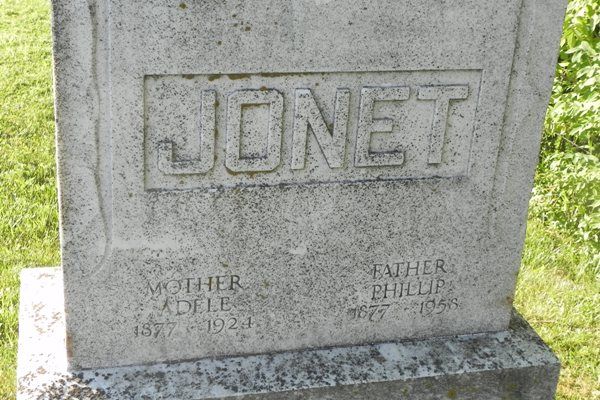 JONET
MOTHER
ADELE
1877 1924
FATHER
PHILLIP
1877 1958